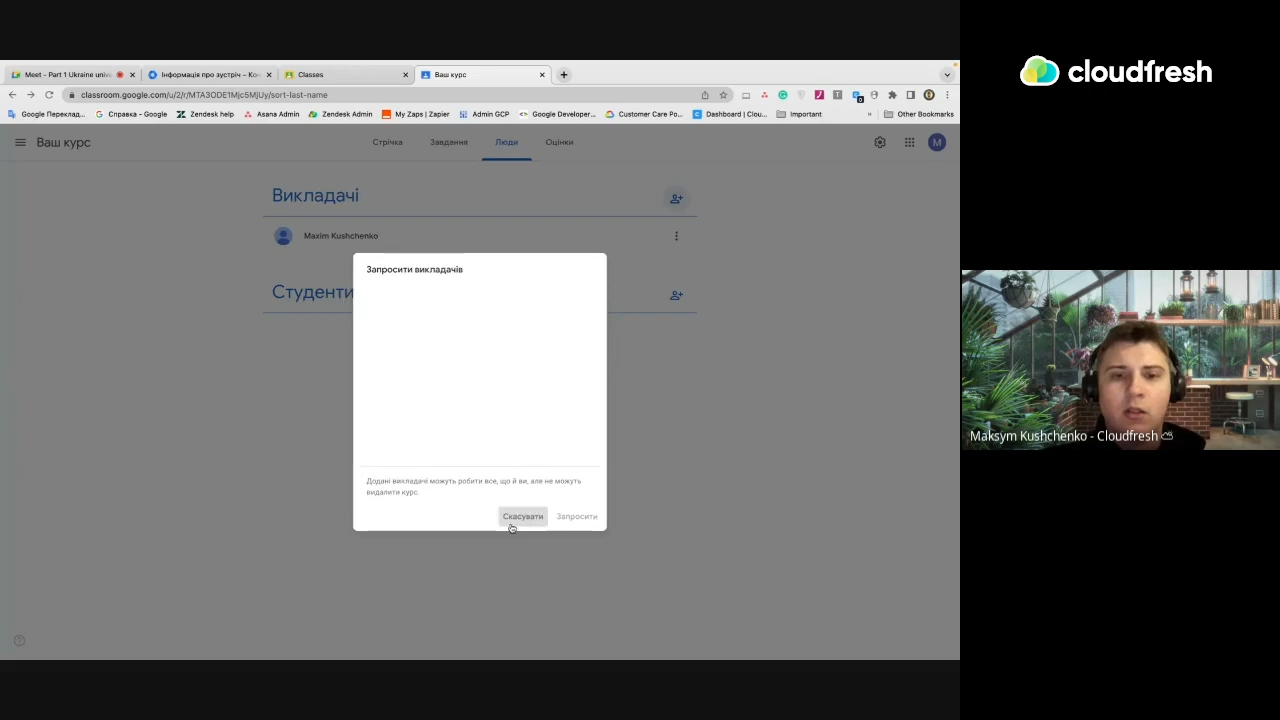 cloudfresh
Meet - Part 1 Ukraine univ
Інформація про зустріч – Ко
Classes
Ваш курс
classroom.google.com/u/2/r/MTA3ODE1Mjc5MjUy/sort-last-name
Google Переклад...
Справка - Google
Zendesk help
Asana Admin
Zendesk Admin
My Zaps | Zapier
Admin GCP
Google Developer...
Customer Care Po...
Dashboard | Clou...
Important
»
Other Bookmarks
Ваш курс
Стрічка
Завдання
Люди
Оцінки
M
Викладачі
Maxim Kushchenko
Запросити викладачів
Студенти
Додані викладачі можуть робити все, що й ви, але не можуть
видалити курс.
Скасувати
Запросити
Maksym Kushchenko - Cloudfresh